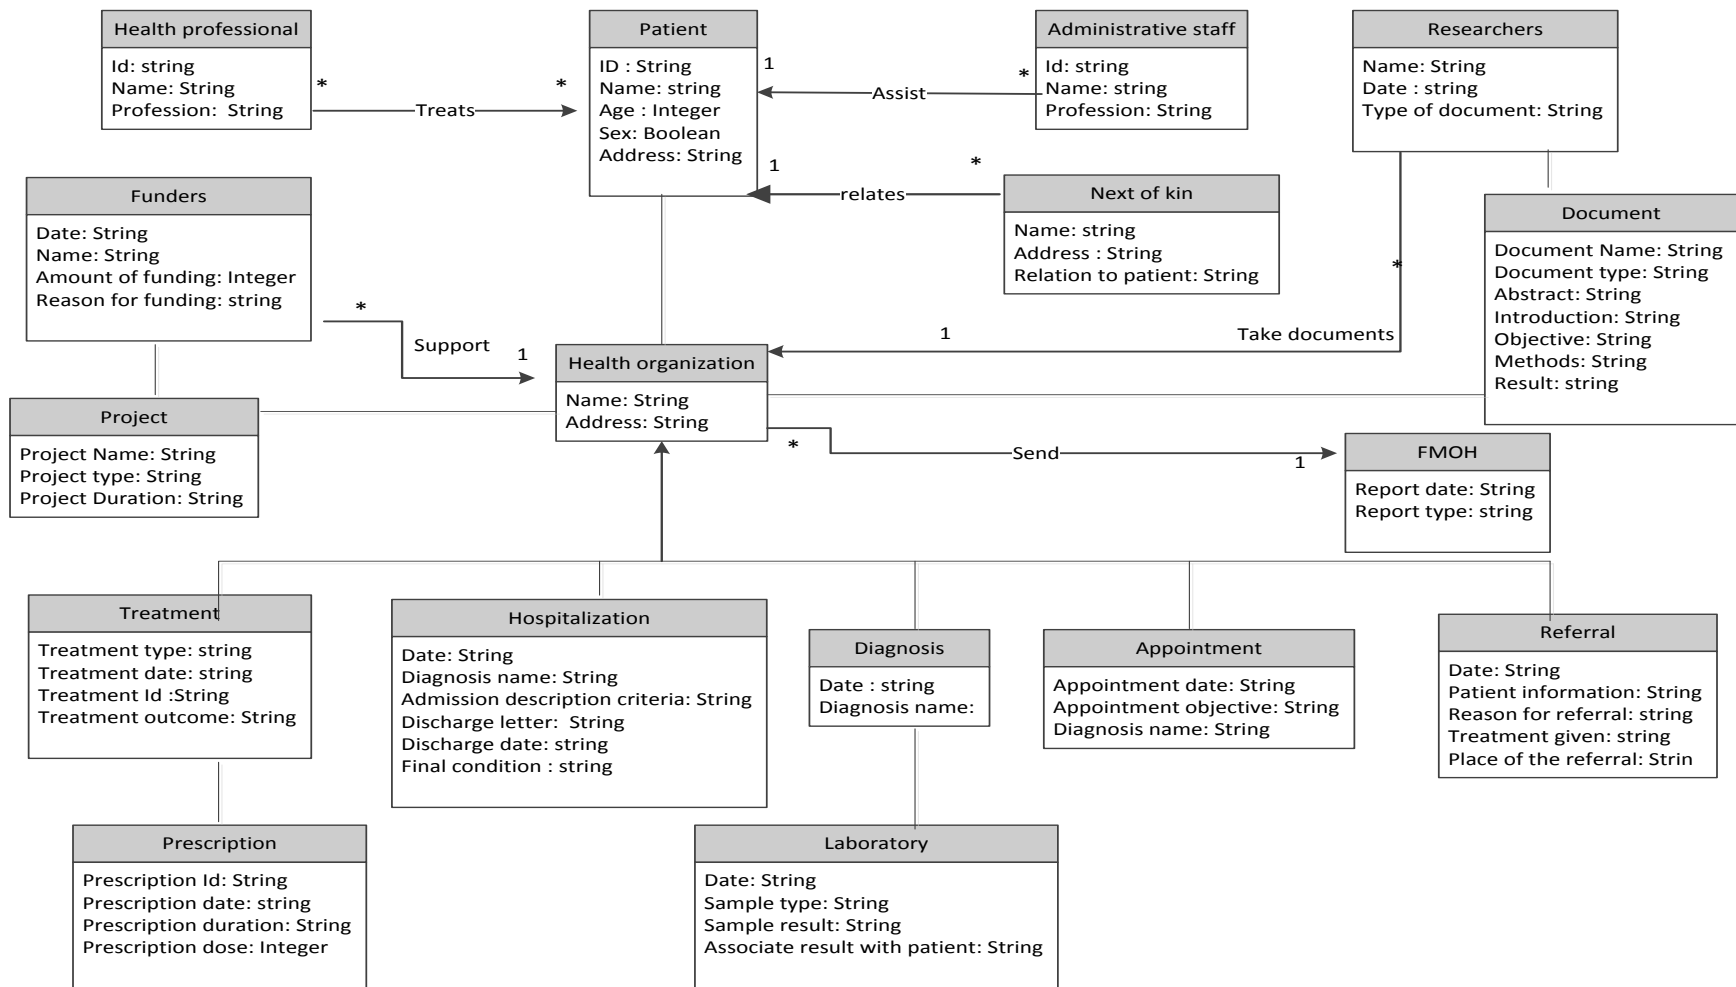 Health professional
Id: string
Name: String
Profession:  String
*
Treats
*
Patient
ID : String
Name: string
Age : Integer
Sex: Boolean
Address: String
1
Assist
*
Administrative staff
Id: string
Name: string
Profession: String
Researchers
Name: String
Date : string
Type of document: String
1
relates
*
Next of kin
Name: string
Address : String
Relation to patient: String
Document
Document Name: String
Document type: String
Abstract: String
Introduction: String
Objective: String
Methods: String
Result: string
Funders
Date: String
Name: String
Amount of funding: Integer
Reason for funding: string
*
Support
1
*
Take documents
1
Health organization
Name: String
Address: String
Project
Project Name: String
Project type: String
Project Duration: String
*
Send
1
FMOH
Report date: String
Report type: string
Treatment
Treatment type: string
Treatment date: string
Treatment Id :String
Treatment outcome: String
Hospitalization
Date: String
Diagnosis name: String
Admission description criteria: String
Discharge letter:  String
Discharge date: string
Final condition : string
Diagnosis
Date : string
Diagnosis name:
Appointment
Appointment date: String
Appointment objective: String
Diagnosis name: String
Referral
Date: String
Patient information: String
Reason for referral: string
Treatment given: string
Place of the referral: Strin
Prescription
Prescription Id: String
Prescription date: string
Prescription duration: String
Prescription dose: Integer
Laboratory
Date: String
Sample type: String
Sample result: String
Associate result with patient: String